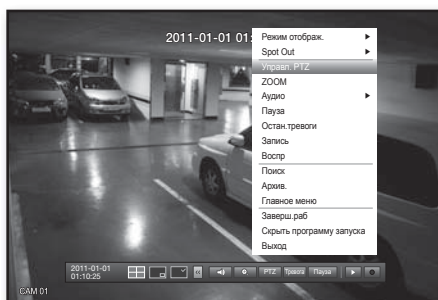 2011-01-01 01:
Режим отображ.
Spot Out
Управл. PTZ
ZOOM
Аудио
Пауза
Остан.тревоги
Запись
Воспр
Поиск
Архив.
Главное меню
Заверш.раб
Скрыть программу запуска
Выход
2011-01-01
01:10:25
PTZ Тревога Пауза
CAM 01